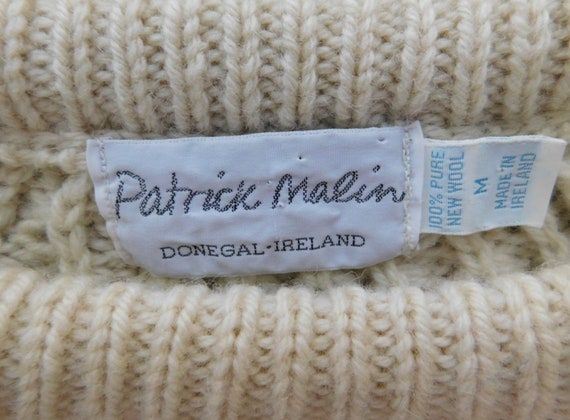 Patrick Malin
DONEGAL·IRELAND
100% PURE
NEW WOOL
M
MADE IN
IRELAND